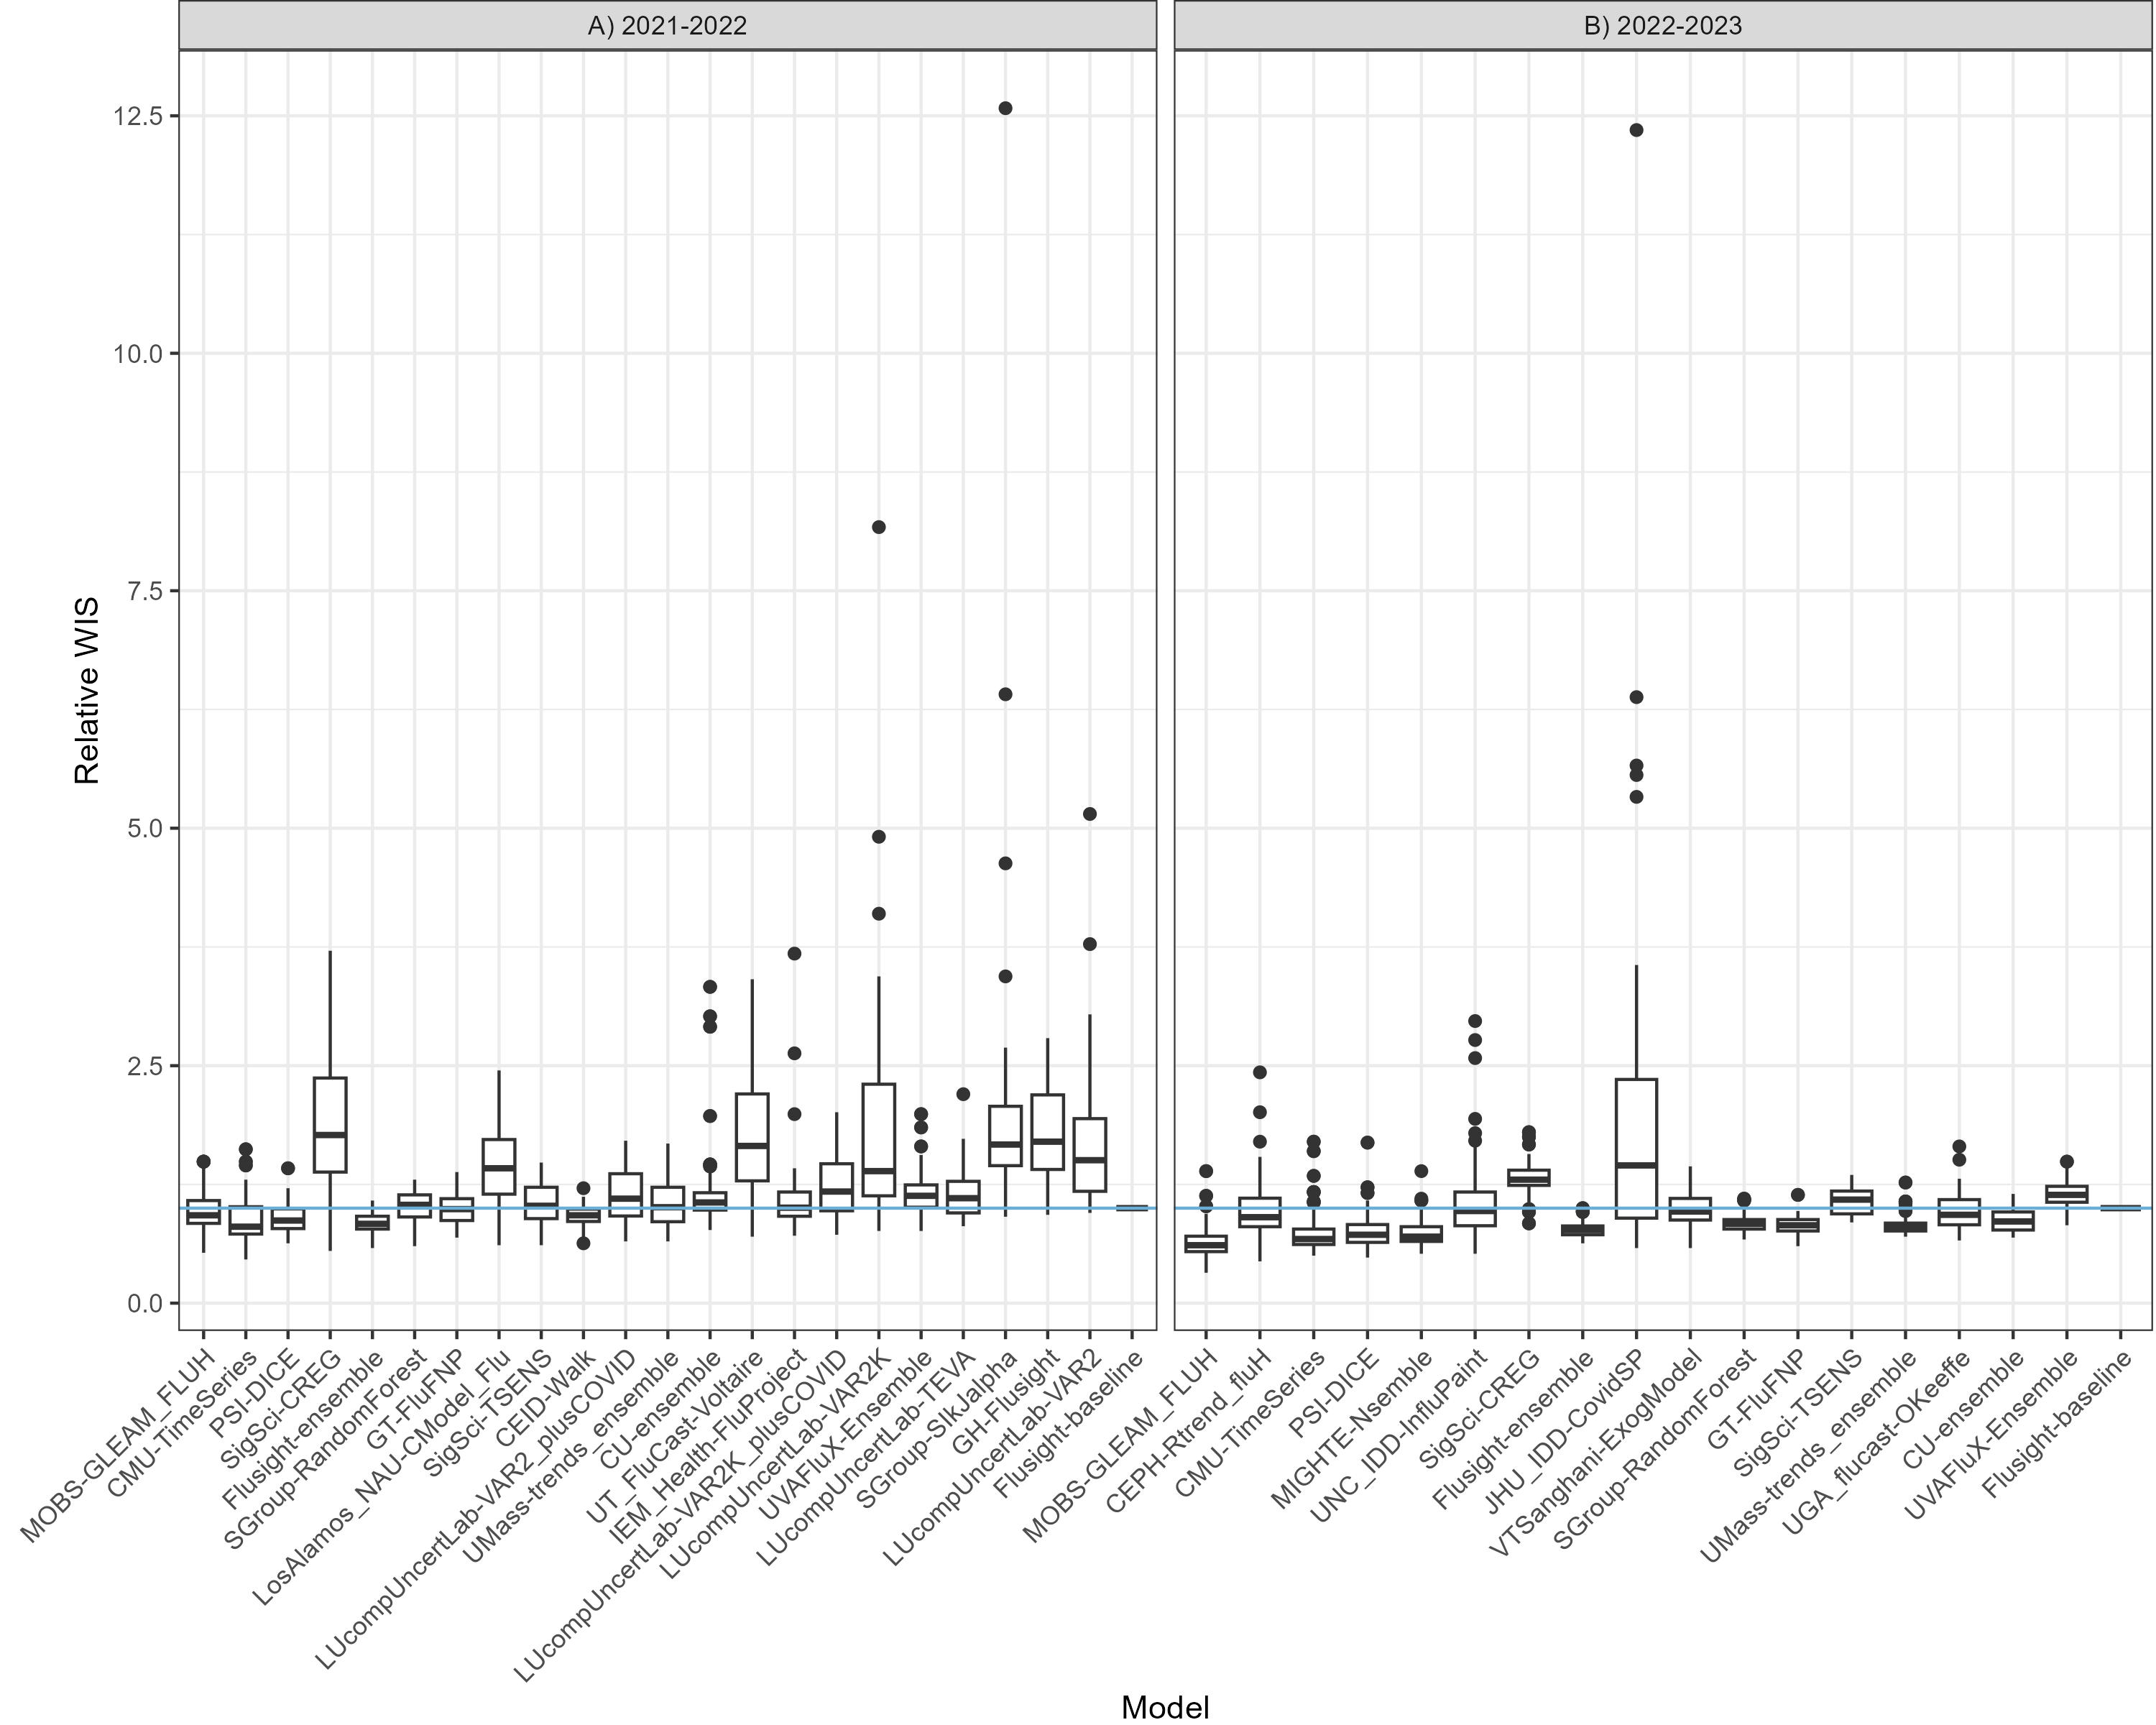 A) 2021-2022
B) 2022-2023
Relative WIS
12.5
10.0
7.5
5.0
2.5
0.0
MOBS-GLEAM_FLUH
CMU-TimeSeries
PSI-DICE
SigSci-CREG
Flusight-ensemble
SGroup-RandomForest
GT-FluFNP
LosAlamos_NAU-CModel_Flu
SigSci-TSENS
CEID-Walk
LUcompUncertLab-VAR2_plusCOVID
UMass-trends_ensemble
CU-ensemble
UT_FluCast-Voltaire
IEM_Health-FluProject
LUcompUncertLab-VAR2K_plusCOVID
LUcompUncertLab-VAR2K
UVAFluX-Ensemble
LUcompUncertLab-TEVA
SGroup-SIkJalpha
GH-Flusight
LUcompUncertLab-VAR2
Flusight-baseline
MOBS-GLEAM_FLUH
CEPH-Rtrend_fluH
CMU-TimeSeries
PSI-DICE
MIGHTE-Nsemble
UNC_IDD-InfluPaint
SigSci-CREG
Flusight-ensemble
JHU_IDD-CovidSP
VTSanghani-ExogModel
SGroup-RandomForest
GT-FluFNP
SigSci-TSENS
UMass-trends_ensemble
UGA_flucast-OKeeffe
CU-ensemble
UVAFluX-Ensemble
Flusight-baseline
Model